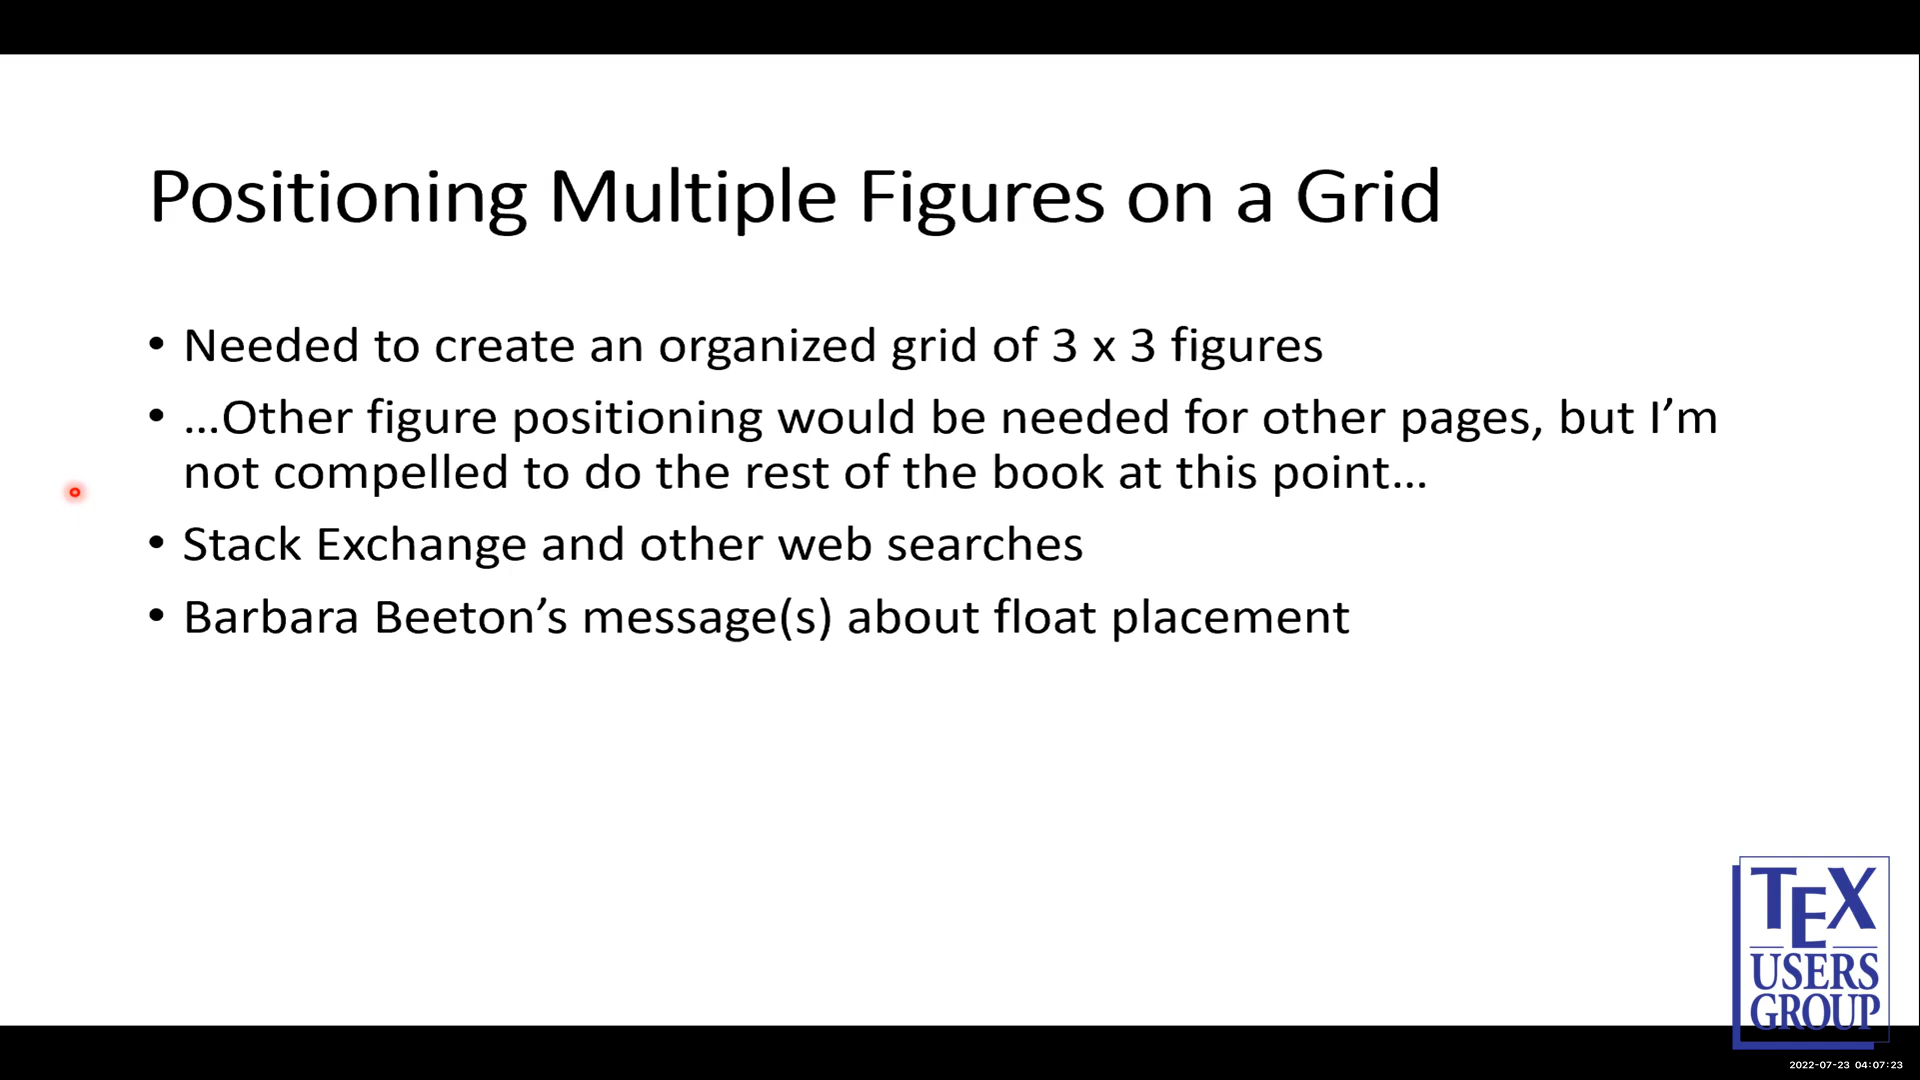 Positioning Multiple Figures on a Grid
• Needed to create an organized grid of 3 x 3 figures
• …Other figure positioning would be needed for other pages, but I’m
not compelled to do the rest of the book at this point…
• Stack Exchange and other web searches
• Barbara Beeton’s message(s) about float placement
TEX
USERS
GROUP
2022-07-23 04:07:23